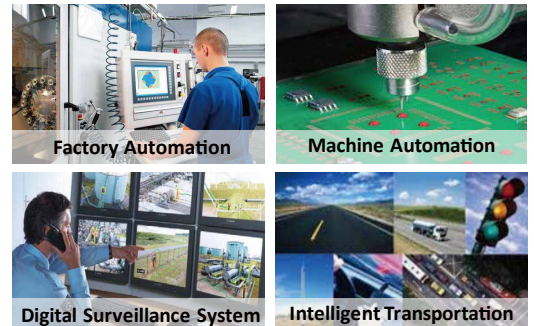 Factory Automation
Machine Automation
Digital Surveillance System
Intelligent Transportation